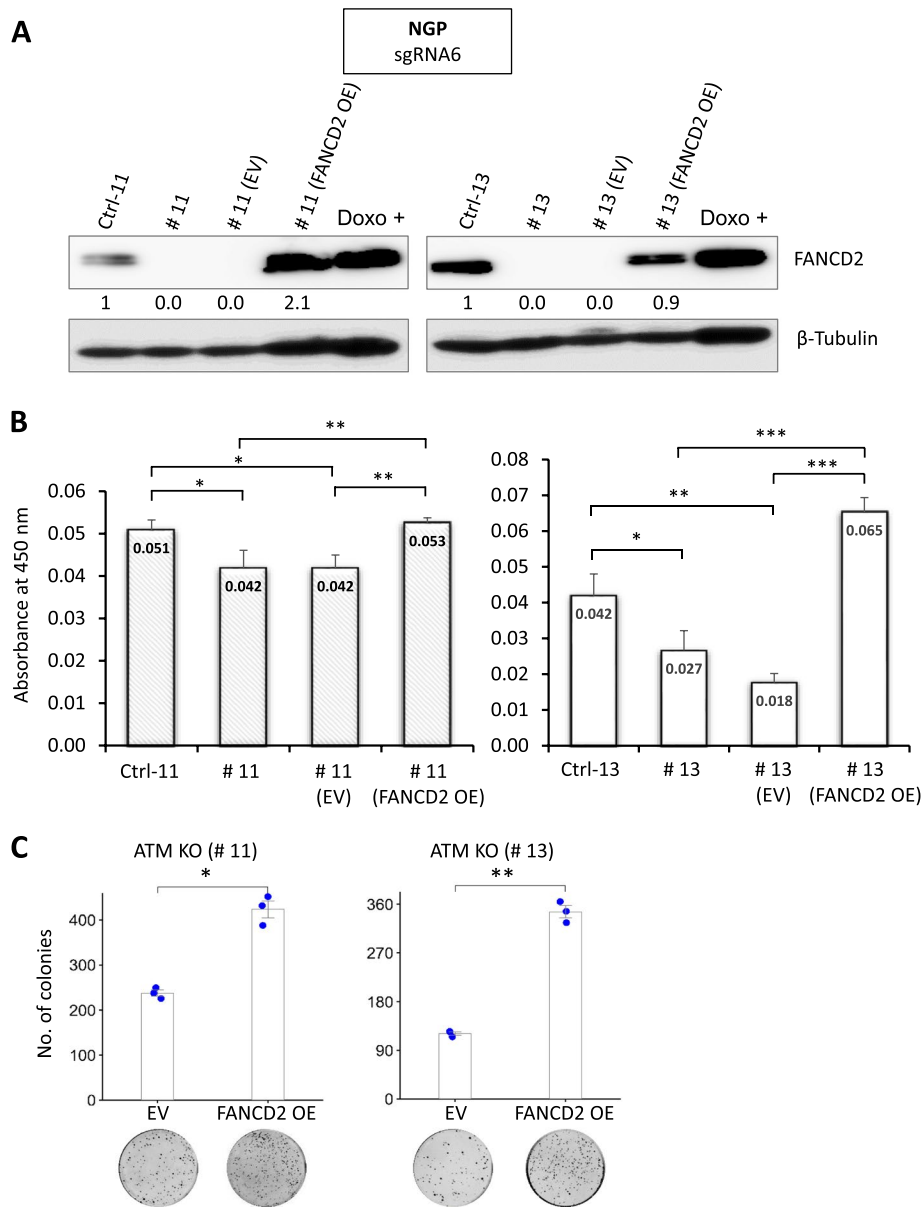 A
NGP
sgRNA6
Ctrl-11
# 11
# 11 (EV)
# 11 (FANCD2 OE)
Doxo +
Ctrl-13
# 13
# 13 (EV)
# 13 (FANCD2 OE)
Doxo +
FANCD2
1 0.0 0.0 2.1
1 0.0 0.0 0.9
β-Tubulin
B
Absorbance at 450 nm
**
*
*
**
0.06
0.05
0.04
0.03
0.02
0.01
0.00
0.051
0.042
0.042
0.053
Ctrl-11
# 11
# 11
(EV)
# 11
(FANCD2 OE)
***
***
**
*
0.08
0.07
0.06
0.05
0.04
0.03
0.02
0.01
0.00
0.042
0.027
0.018
0.065
Ctrl-13
# 13
# 13
(EV)
# 13
(FANCD2 OE)
C
No. of colonies
ATM KO (# 11)
*
400
300
200
100
0
EV
FANCD2 OE
ATM KO (# 13)
**
360
270
180
90
0
EV
FANCD2 OE